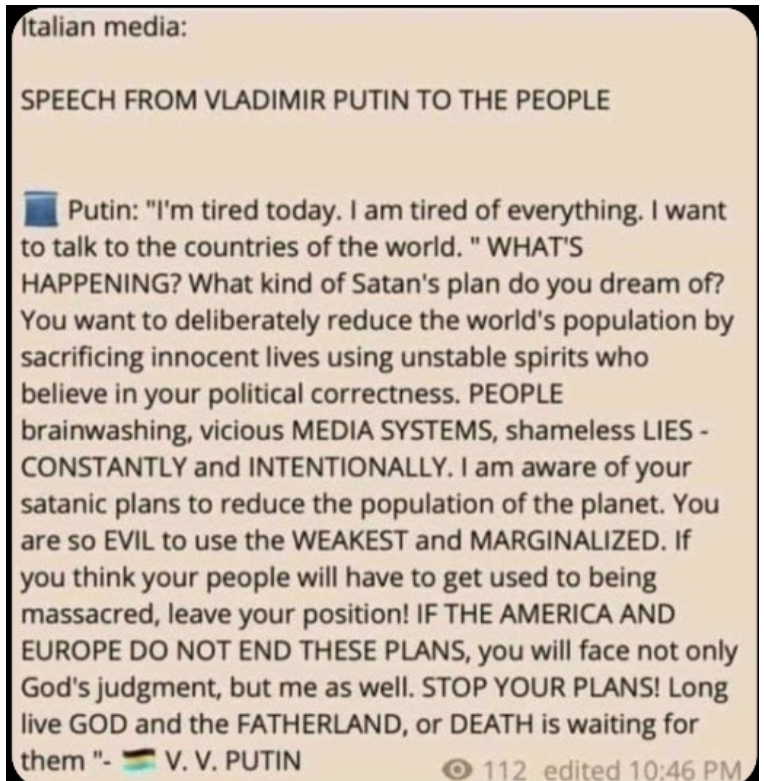 Italian media:
SPEECH FROM VLADIMIR PUTIN TO THE PEOPLE
Putin: "I'm tired today. I am tired of everything. I want
to talk to the countries of the world. " WHAT'S
HAPPENING? What kind of Satan's plan do you dream of?
You want to deliberately reduce the world's population by
sacrificing innocent lives using unstable spirits who
believe in your political correctness. PEOPLE
brainwashing, vicious MEDIA SYSTEMS, shameless LIES -
CONSTANTLY and INTENTIONALLY. I am aware of your
satanic plans to reduce the population of the planet. You
are so EVIL to use the WEAKEST and MARGINALIZED. If
you think your people will have to get used to being
massacred, leave your position! IF THE AMERICA AND
EUROPE DO NOT END THESE PLANS, you will face not only
God's judgment, but me as well. STOP YOUR PLANS! Long
live GOD and the FATHERLAND, or DEATH is waiting for
them "- V. V. PUTIN
112 edited 10:46 PM